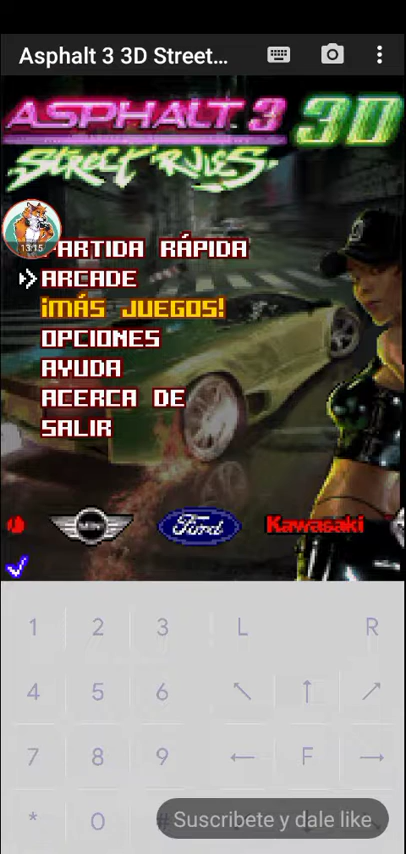 Asphalt 3 3D Street...
ASPHALT 3 3D
STREET RULES
13:15
PARTIDA RÁPIDA
ARCADE
¡MÁS JUEGOS!
OPCIONES
AYUDA
ACERCA DE
SALIR
MINI Ford Kawasaki
1 2 3 L R
4 5 6 ↖ ↑ ↗
7 8 9 ← F →
* 0 #
Suscribete y dale like